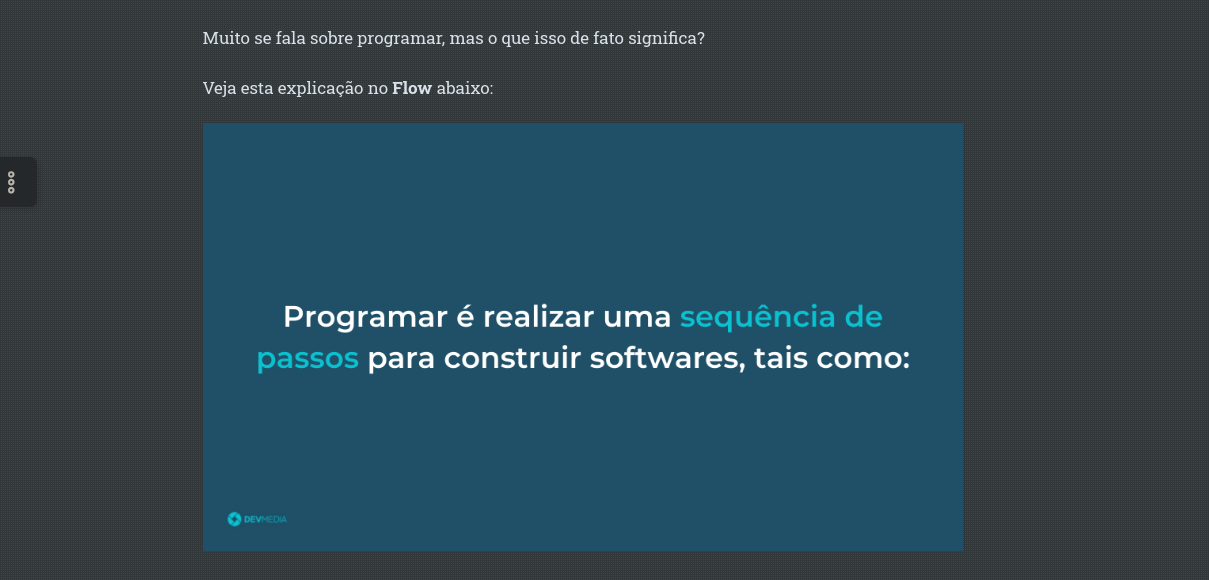 Muito se fala sobre programar, mas o que isso de fato significa?
Veja esta explicação no Flow abaixo:
Programar é realizar uma sequência de
passos para construir softwares, tais como:
DEVMEDIA